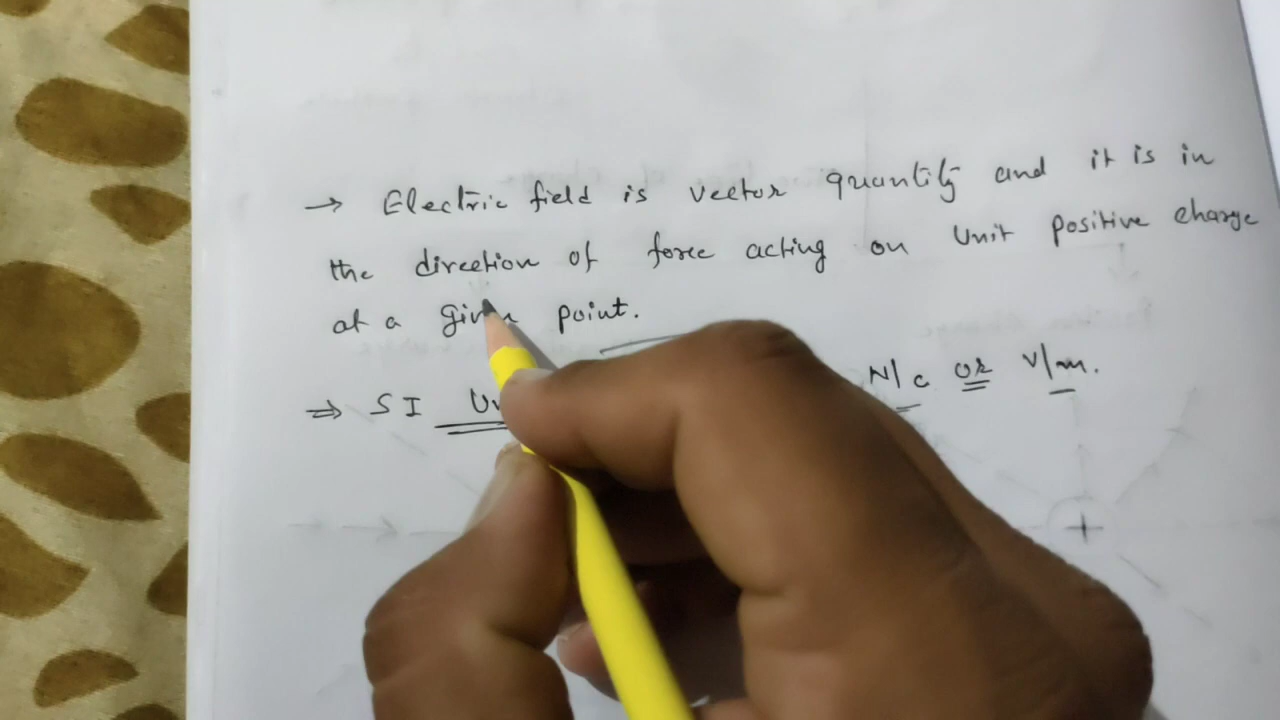 → Electric field is vector quantity and it is in
the direction of force acting on Unit positive charge
at a given point.
⇒ SI N/c or V/m.